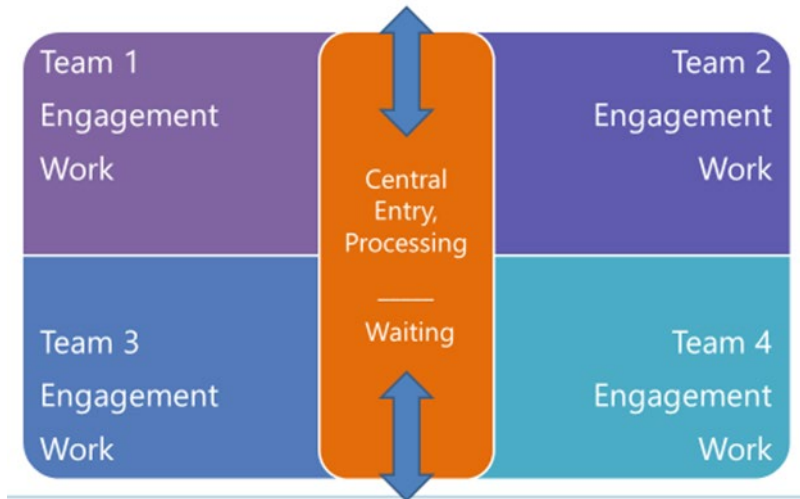 Team 1
Engagement
Work
Team 2
Engagement
Work
Central
Entry,
Processing
Waiting
Team 3
Engagement
Work
Team 4
Engagement
Work